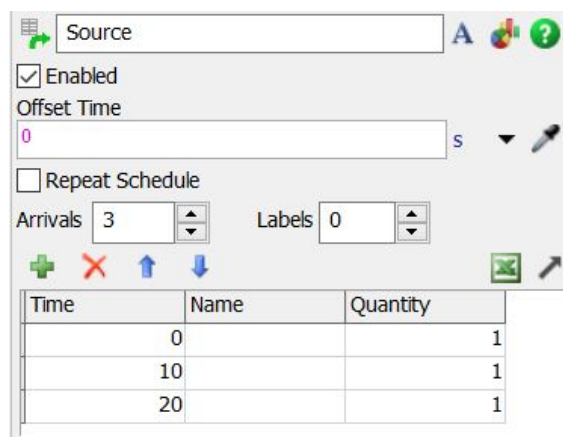 Source A ?
Enabled
Offset Time
0 s
Repeat Schedule
Arrivals 3 Labels 0
Time Name Quantity
0 1
10 1
20 1